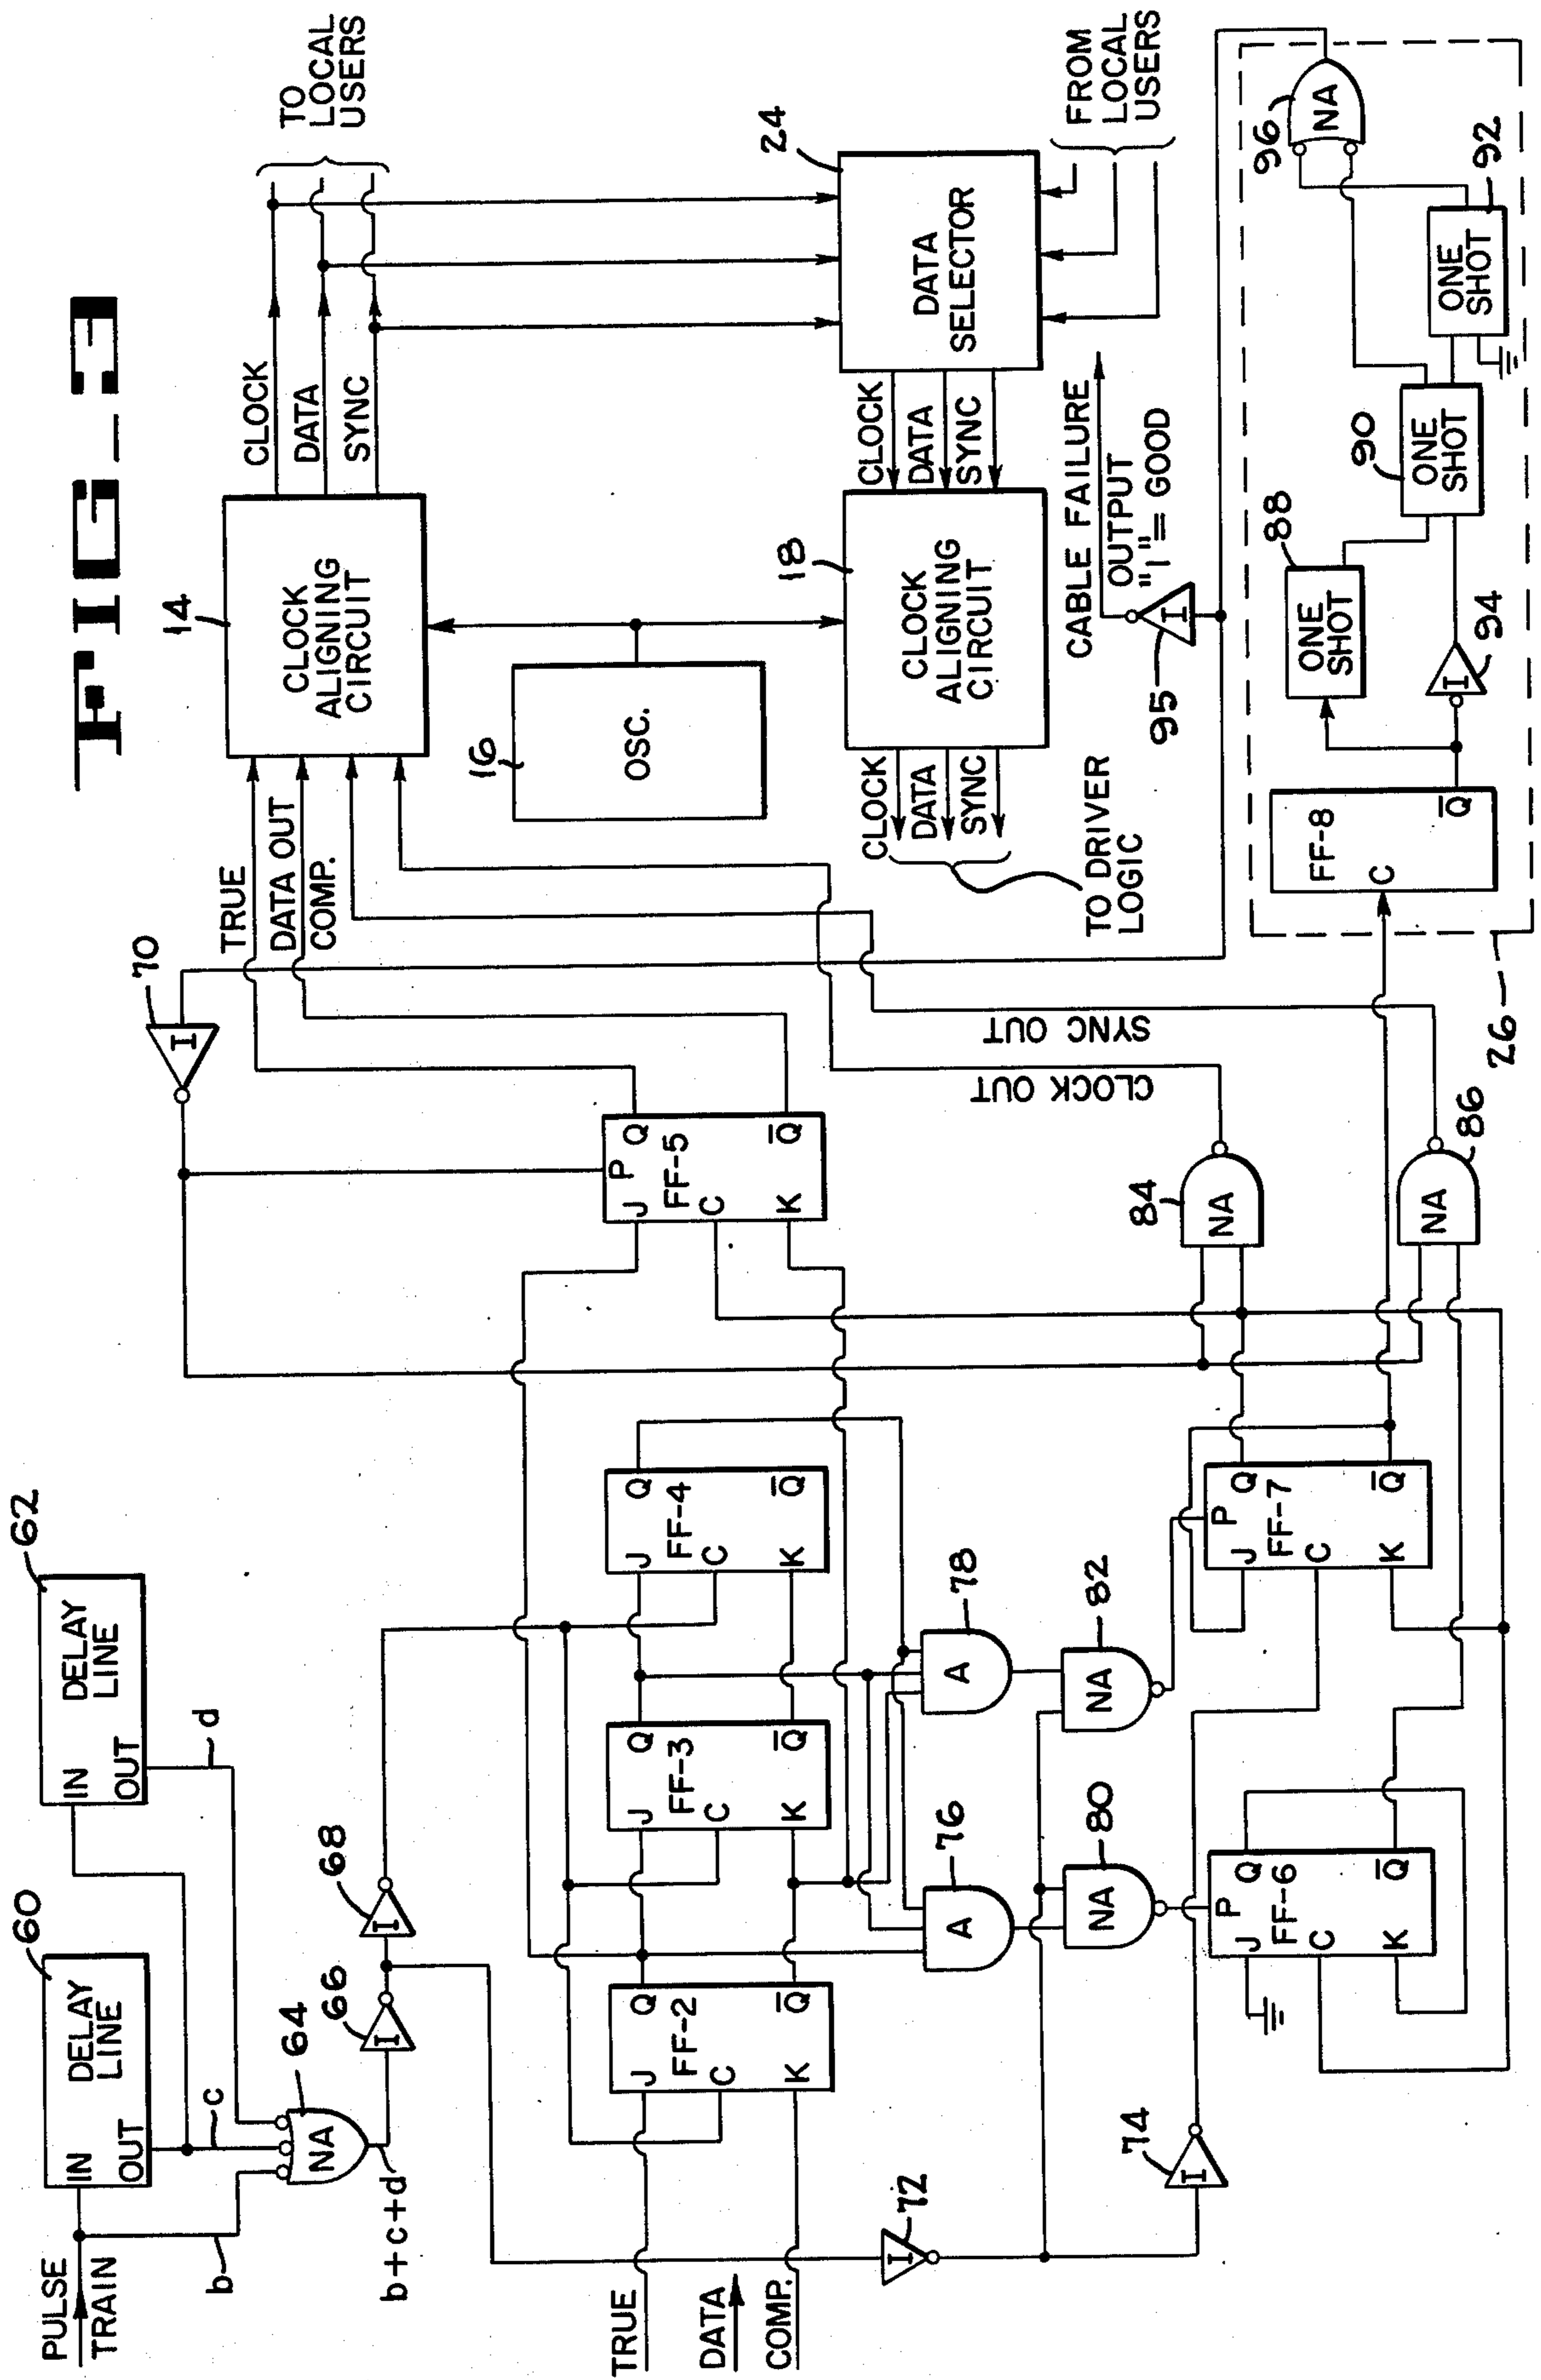 FIG_3
PULSE
TRAIN
IN
OUT
DELAY
LINE
60
IN
OUT
DELAY
LINE
62
b
c
d
NA
64
b+c+d
I
66
I
68
I
70
TRUE
DATA OUT
COMP.
14
CLOCK
ALIGNING
CIRCUIT
CLOCK
DATA
SYNC
TO
LOCAL
USERS
16
OSC.
TRUE
DATA
COMP.
J
C
K
FF-2
Q
Q̅
J
C
K
FF-3
Q
Q̅
J
C
K
FF-4
Q
Q̅
J
P
C
K
FF-5
Q
Q̅
CLOCK
DATA
SYNC
TO DRIVER
LOGIC
18
CLOCK
ALIGNING
CIRCUIT
CLOCK
DATA
SYNC
24
DATA
SELECTOR
FROM
LOCAL
USERS
I
72
A
76
A
78
NA
80
NA
82
I
74
CLOCK OUT
SYNC OUT
95
I
CABLE FAILURE
OUTPUT
"1" = GOOD
J
P
C
K
FF-6
Q
Q̅
J
P
C
K
FF-7
Q
Q̅
84
NA
NA
86
26
FF-8
C
Q̅
88
ONE
SHOT
I
94
90
ONE
SHOT
ONE
SHOT
92
96
NA